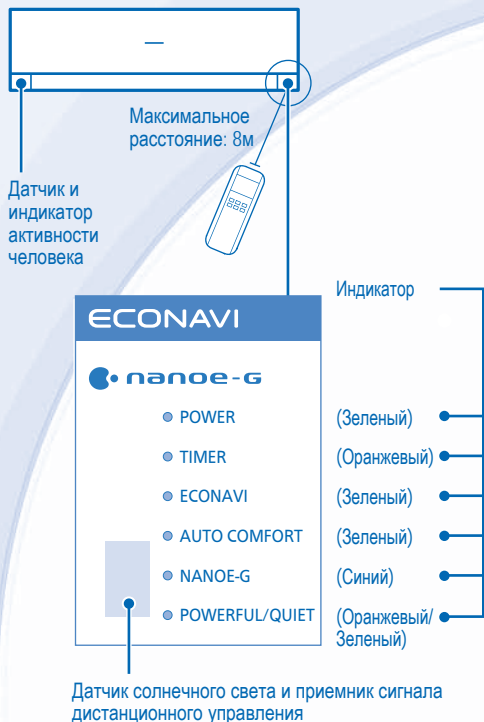 Максимальное
расстояние: 8м
Датчик и
индикатор
активности
человека
Индикатор
ECONAVI
nanoe-G
POWER (Зеленый)
TIMER (Оранжевый)
ECONAVI (Зеленый)
AUTO COMFORT (Зеленый)
NANOE-G (Синий)
POWERFUL/QUIET (Оранжевый/
Зеленый)
Датчик солнечного света и приемник сигнала
дистанционного управления